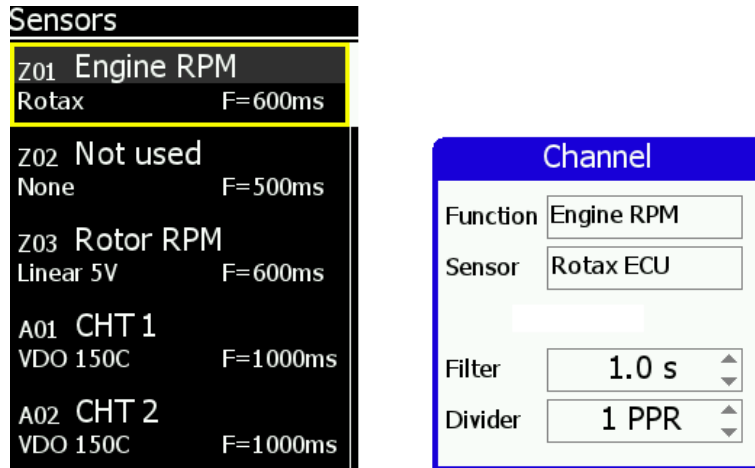 Sensors
Z01 Engine RPM
Rotax F=600ms
Z02 Not used
None F=500ms
Z03 Rotor RPM
Linear 5V F=600ms
A01 CHT 1
VDO 150C F=1000ms
A02 CHT 2
VDO 150C F=1000ms
Channel
Function Engine RPM
Sensor Rotax ECU
Filter 1.0 s
Divider 1 PPR